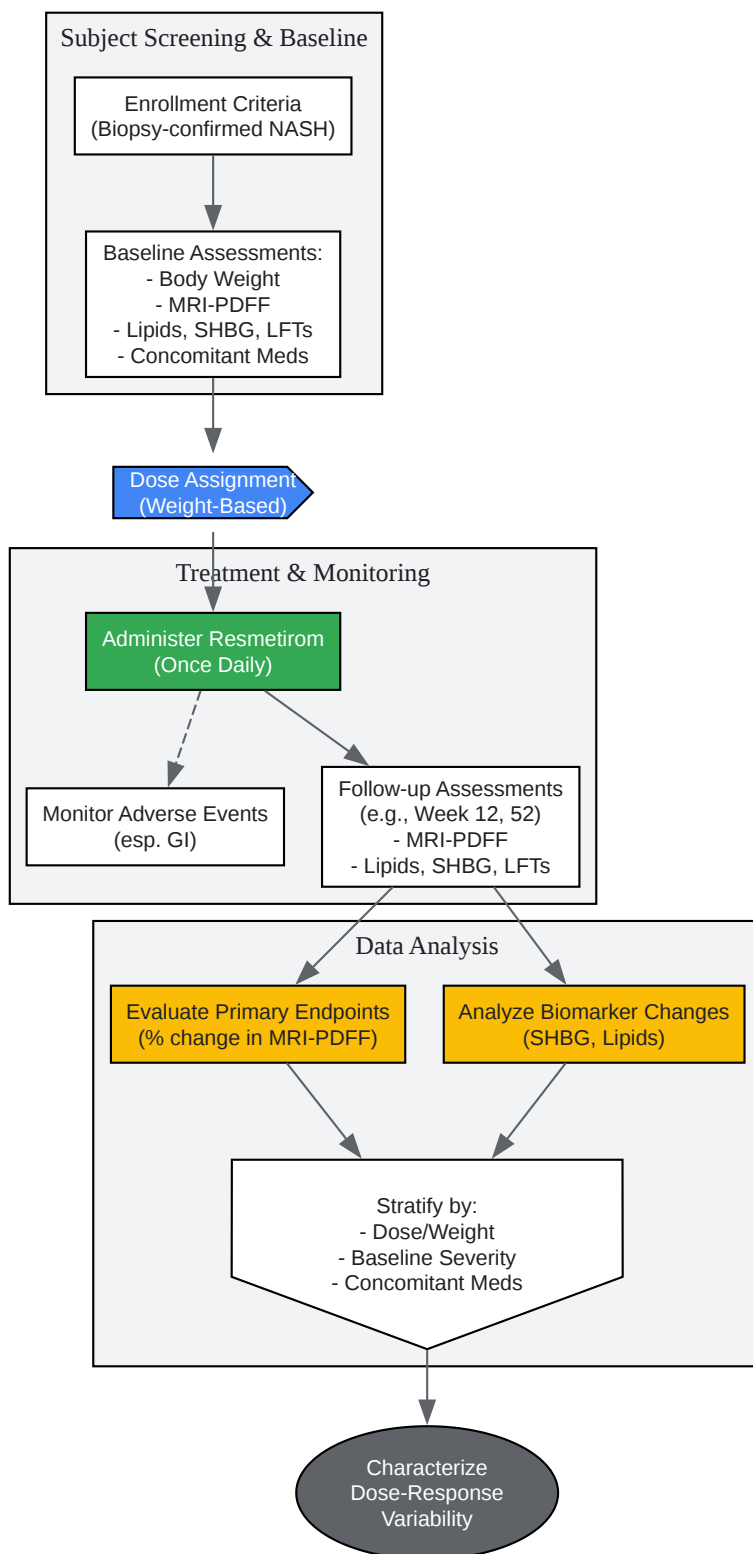 Subject Screening & Baseline
Enrollment Criteria
(Biopsy-confirmed NASH)
Baseline Assessments:
- Body Weight
- MRI-PDFF
- Lipids, SHBG, LFTs
- Concomitant Meds
Dose Assignment
(Weight-Based)
Treatment & Monitoring
Administer Resmetirom
(Once Daily)
Monitor Adverse Events
(esp. GI)
Follow-up Assessments
(e.g., Week 12, 52)
- MRI-PDFF
- Lipids, SHBG, LFTs
Data Analysis
Evaluate Primary Endpoints
(% change in MRI-PDFF)
Analyze Biomarker Changes
(SHBG, Lipids)
Stratify by:
- Dose/Weight
- Baseline Severity
- Concomitant Meds
Characterize
Dose-Response
Variability